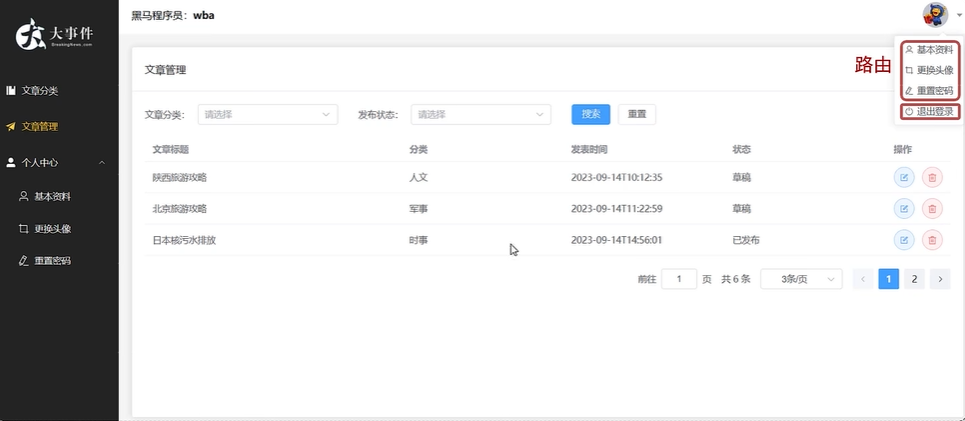 大事件
BreakingNews.com
黑马程序员：wba
文章分类
文章管理
个人中心
基本资料
更换头像
重置密码
文章管理
路由
基本资料
更换头像
重置密码
退出登录
文章分类： 请选择 发布状态： 请选择 搜索 重置
文章标题 分类 发表时间 状态 操作
陕西旅游攻略 人文 2023-09-14T10:12:35 草稿
北京旅游攻略 军事 2023-09-14T11:22:59 草稿
日本核污水排放 时事 2023-09-14T14:56:01 已发布
前往 1 页 共 6 条 3条/页 1 2